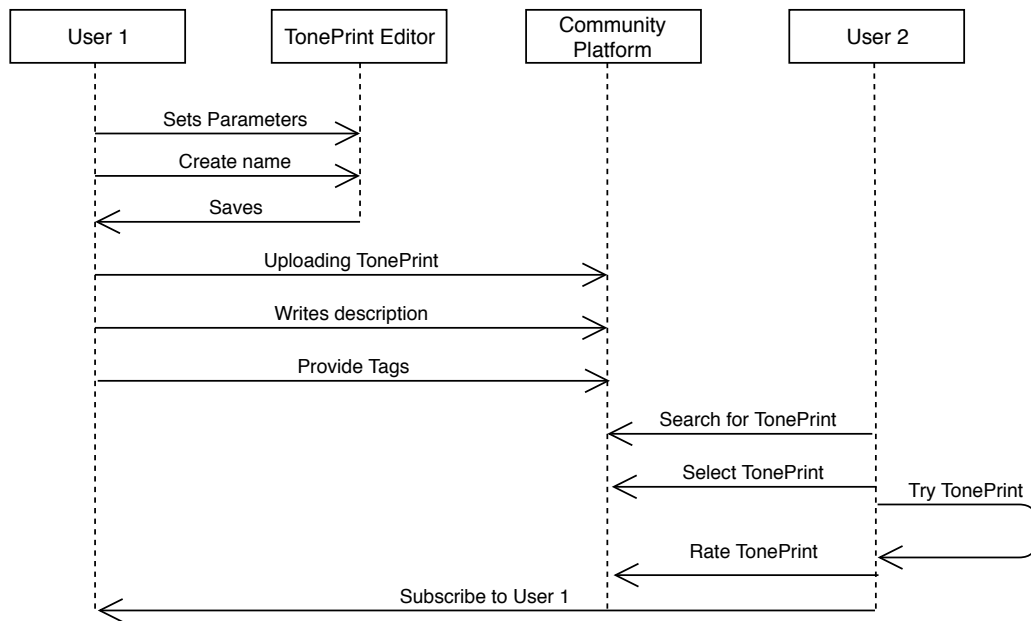 User 1
TonePrint Editor
Community
Platform
User 2
Sets Parameters
Create name
Saves
Uploading TonePrint
Writes description
Provide Tags
Search for TonePrint
Select TonePrint
Try TonePrint
Rate TonePrint
Subscribe to User 1